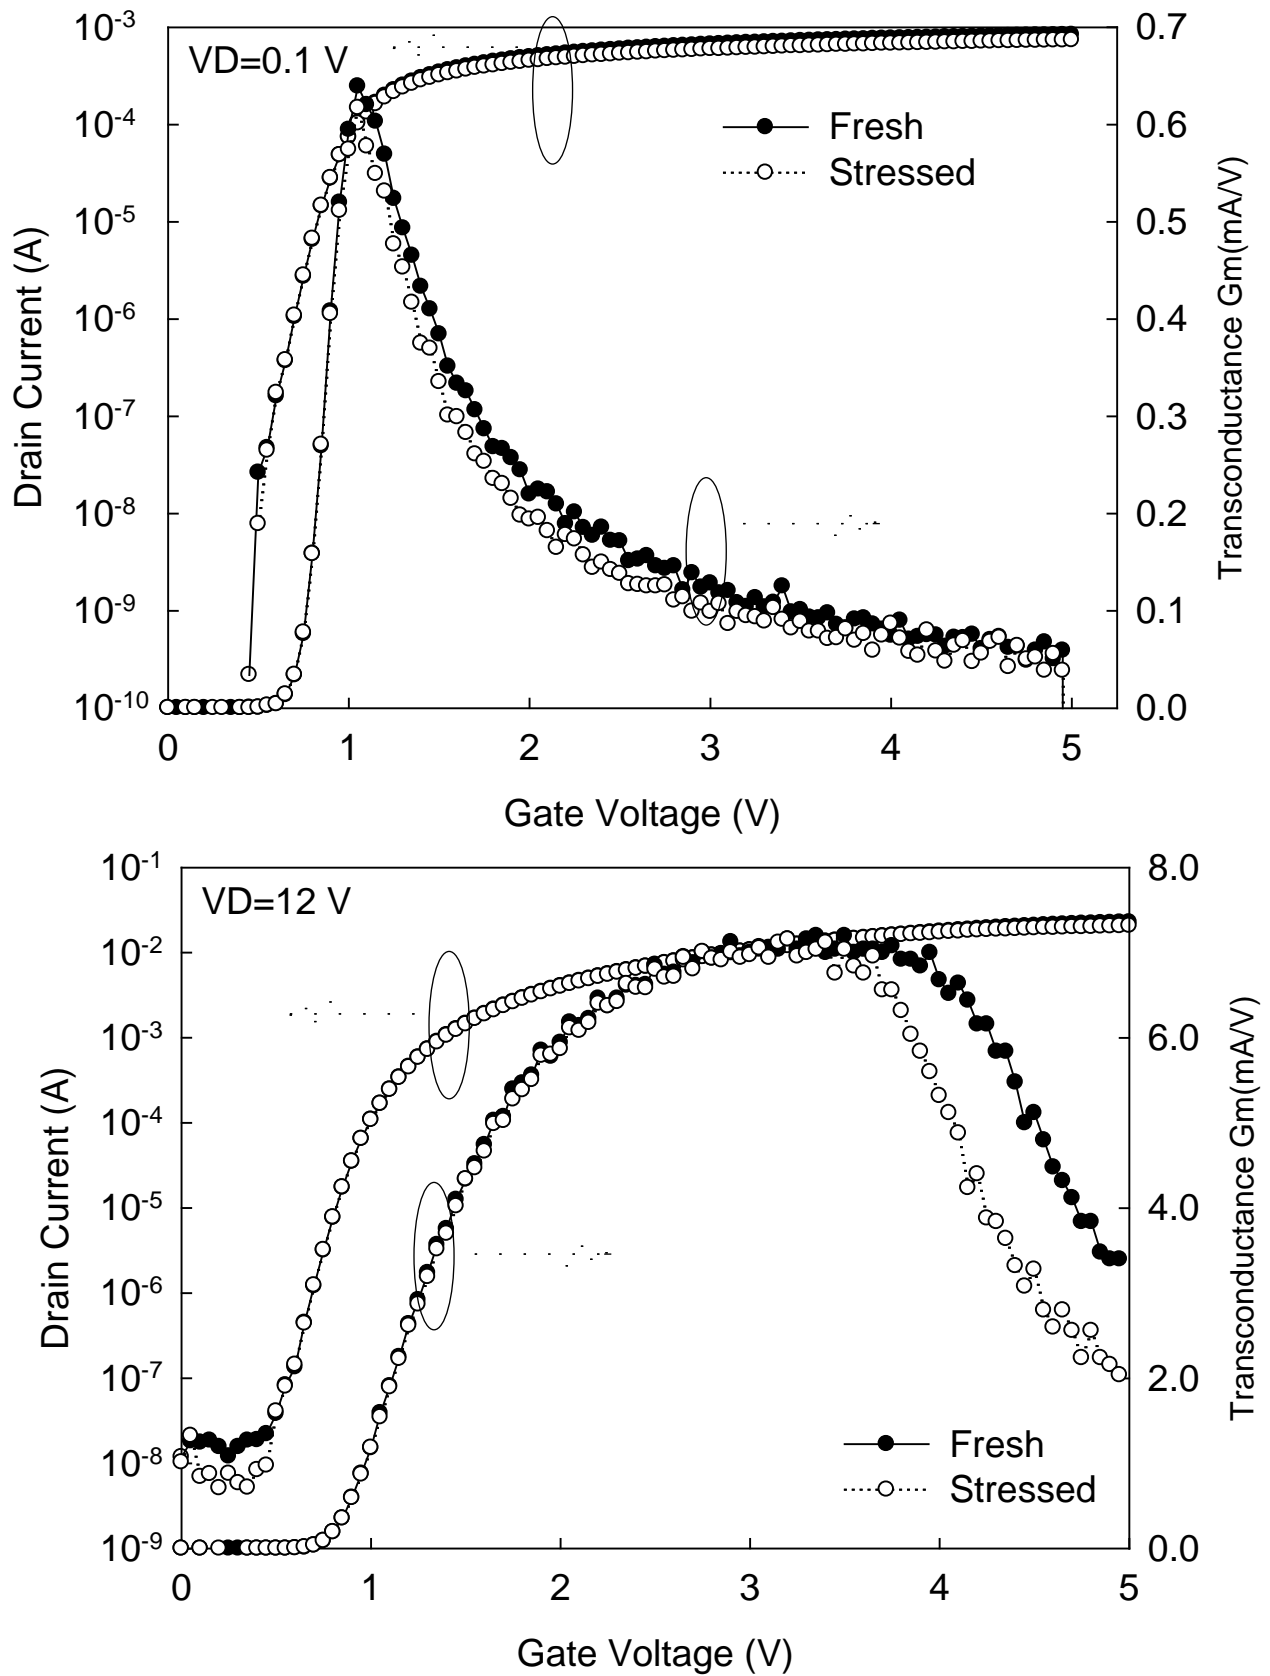 VD=0.1 V
Fresh
Stressed
10-3
10-4
10-5
10-6
10-7
10-8
10-9
10-10
Drain Current (A)
0.7
0.6
0.5
0.4
0.3
0.2
0.1
0.0
Transconductance Gm(mA/V)
0 1 2 3 4 5
Gate Voltage (V)
VD=12 V
10-1
10-2
10-3
10-4
10-5
10-6
10-7
10-8
10-9
Drain Current (A)
8.0
6.0
4.0
2.0
0.0
Transconductance Gm(mA/V)
Fresh
Stressed
0 1 2 3 4 5
Gate Voltage (V)